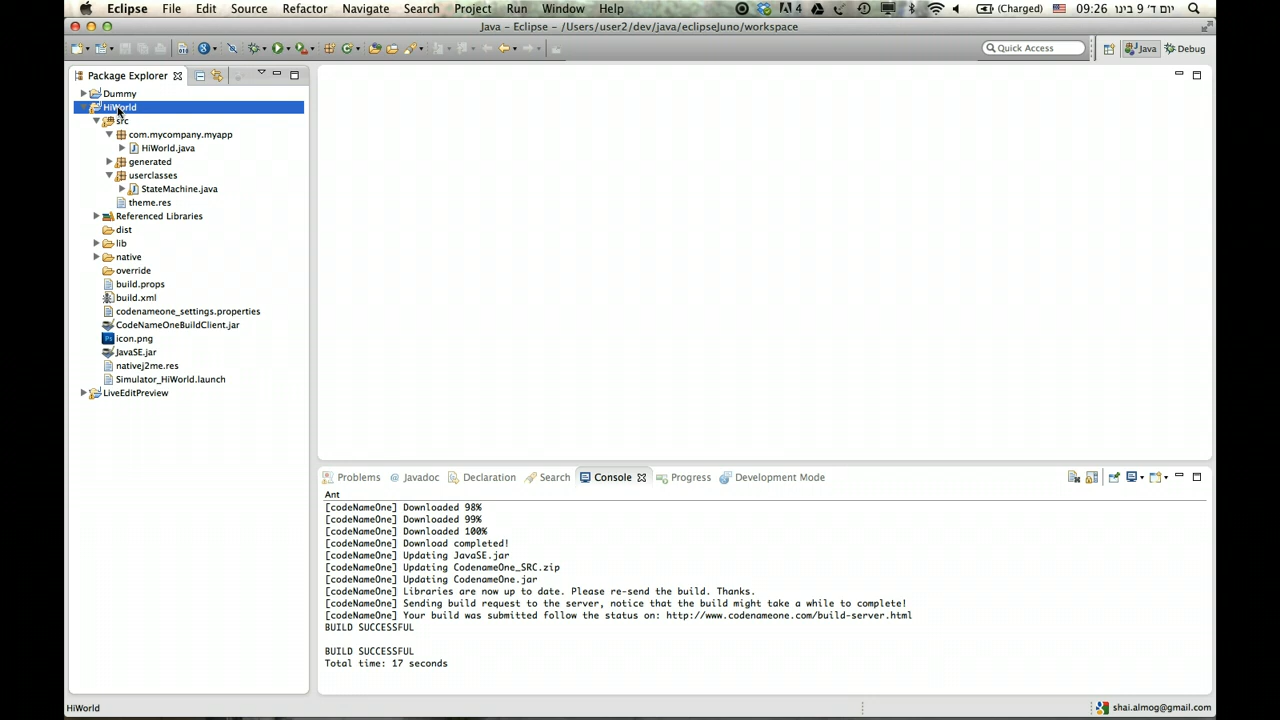 Eclipse File Edit Source Refactor Navigate Search Project Run Window Help 4 (Charged) 09:26 יום ד' 9 בינו
Java - Eclipse - /Users/user2/dev/java/eclipseJuno/workspace
Quick Access Java Debug
Package Explorer
Dummy
HiWorld
src
com.mycompany.myapp
HiWorld.java
generated
userclasses
StateMachine.java
theme.res
Referenced Libraries
dist
lib
native
override
build.props
build.xml
codenameone_settings.properties
CodeNameOneBuildClient.jar
icon.png
JavaSE.jar
nativej2me.res
Simulator_HiWorld.launch
LiveEditPreview
Problems @ Javadoc Declaration Search Console Progress Development Mode
Ant
[codeNameOne] Downloaded 98%
[codeNameOne] Downloaded 99%
[codeNameOne] Downloaded 100%
[codeNameOne] Download completed!
[codeNameOne] Updating JavaSE.jar
[codeNameOne] Updating CodenameOne_SRC.zip
[codeNameOne] Updating CodenameOne.jar
[codeNameOne] Libraries are now up to date. Please re-send the build. Thanks.
[codeNameOne] Sending build request to the server, notice that the build might take a while to complete!
[codeNameOne] Your build was submitted follow the status on: http://www.codenameone.com/build-server.html
BUILD SUCCESSFUL
BUILD SUCCESSFUL
Total time: 17 seconds
HiWorld shai.almog@gmail.com